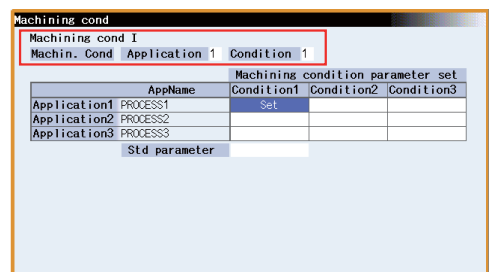 Machining cond
Machining cond I
Machin. Cond Application 1 Condition 1
Machining condition parameter set
AppName Condition1 Condition2 Condition3
Application1 PROCESS1 Set
Application2 PROCESS2
Application3 PROCESS3
Std parameter